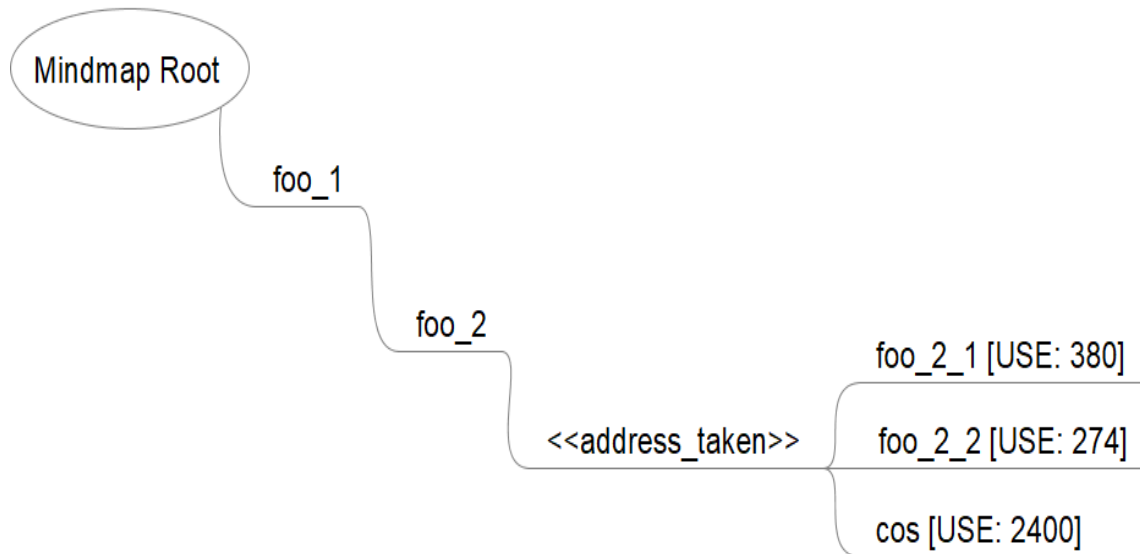 Mindmap Root
foo_1
foo_2
<<address_taken>>
foo_2_1 [USE: 380]
foo_2_2 [USE: 274]
cos [USE: 2400]